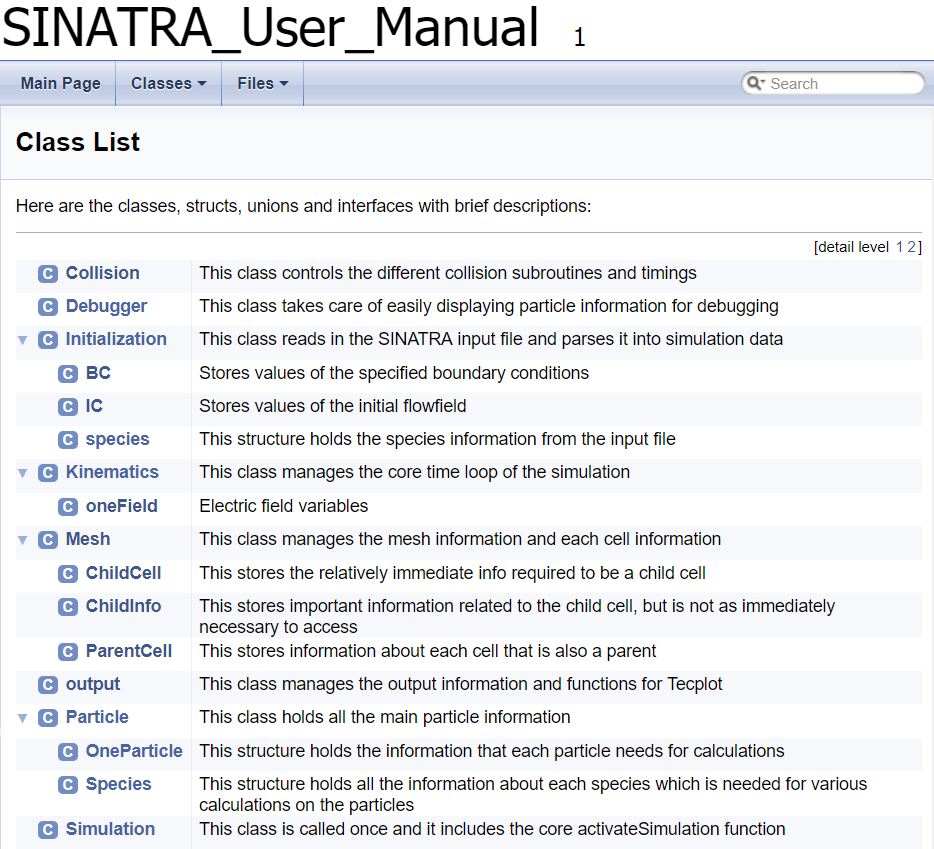 SINATRA_User_Manual 1
Main Page Classes Files Search
Class List
Here are the classes, structs, unions and interfaces with brief descriptions:
[detail level 1 2]
C Collision This class controls the different collision subroutines and timings
C Debugger This class takes care of easily displaying particle information for debugging
C Initialization This class reads in the SINATRA input file and parses it into simulation data
C BC Stores values of the specified boundary conditions
C IC Stores values of the initial flowfield
C species This structure holds the species information from the input file
C Kinematics This class manages the core time loop of the simulation
C oneField Electric field variables
C Mesh This class manages the mesh information and each cell information
C ChildCell This stores the relatively immediate info required to be a child cell
C ChildInfo This stores important information related to the child cell, but is not as immediately
necessary to access
C ParentCell This stores information about each cell that is also a parent
C output This class manages the output information and functions for Tecplot
C Particle This class holds all the main particle information
C OneParticle This structure holds the information that each particle needs for calculations
C Species This structure holds all the information about each species which is needed for various
calculations on the particles
C Simulation This class is called once and it includes the core activateSimulation function